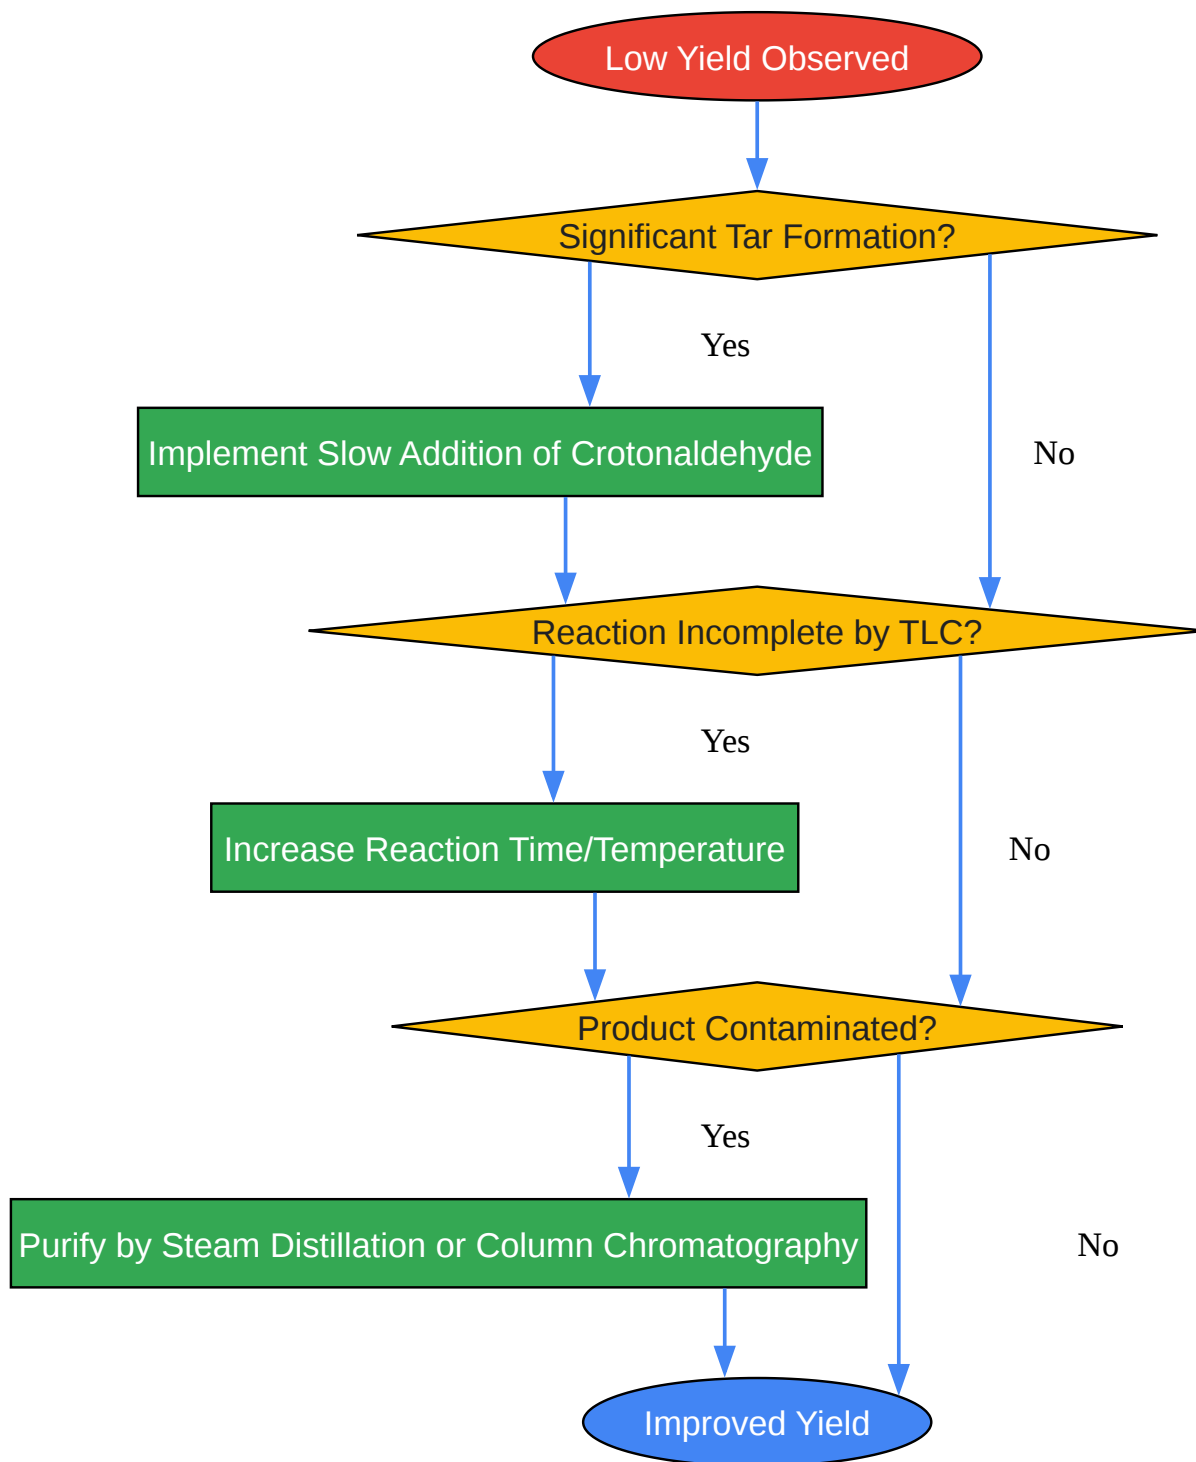 Low Yield Observed
Significant Tar Formation?
Yes
Implement Slow Addition of Crotonaldehyde
No
Reaction Incomplete by TLC?
Yes
Increase Reaction Time/Temperature
No
Product Contaminated?
Yes
Purify by Steam Distillation or Column Chromatography
No
Improved Yield